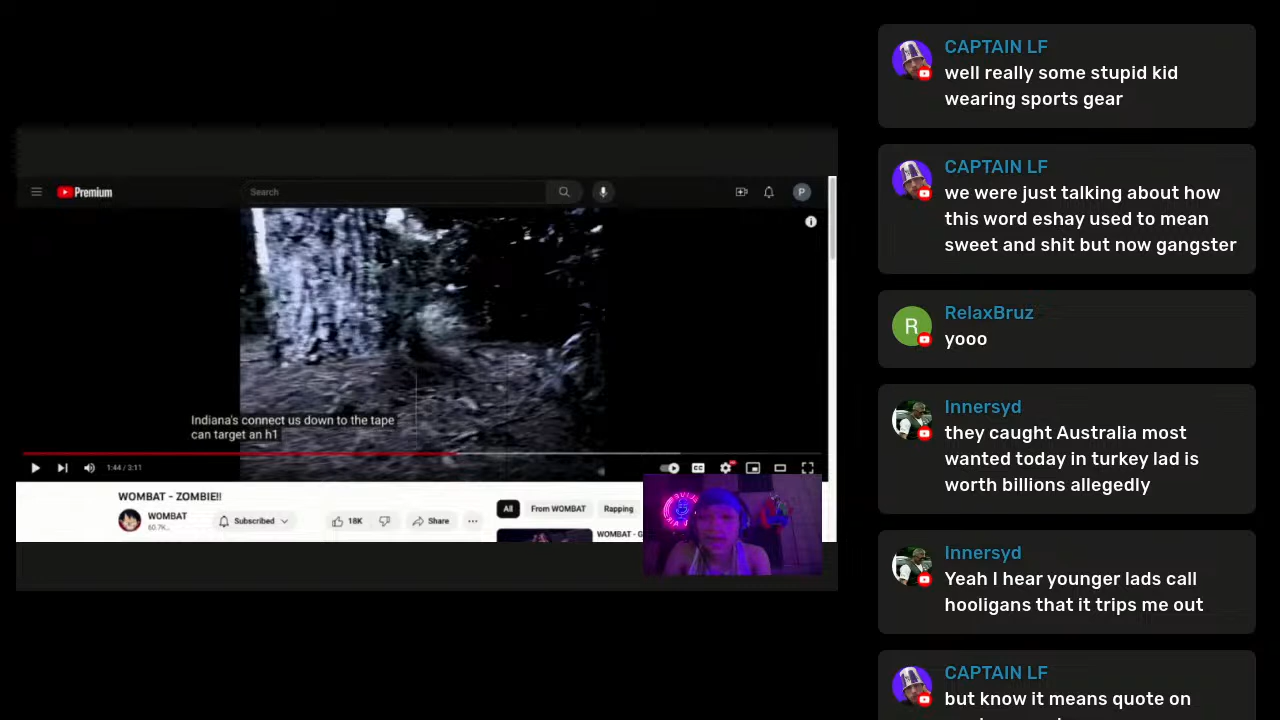 CAPTAIN LF
well really some stupid kid
wearing sports gear
CAPTAIN LF
we were just talking about how
this word eshay used to mean
sweet and shit but now gangster
R
RelaxBruz
yooo
Innersyd
they caught Australia most
wanted today in turkey lad is
worth billions allegedly
Innersyd
Yeah I hear younger lads call
hooligans that it trips me out
CAPTAIN LF
but know it means quote on
Premium
Search
P
Indiana's connect us down to the tape
can target an h1
1:44 / 3:11
CC
WOMBAT - ZOMBIE!!
WOMBAT
60.7K...
Subscribed
18K
Share
All
From WOMBAT
Rapping
WOMBAT - G